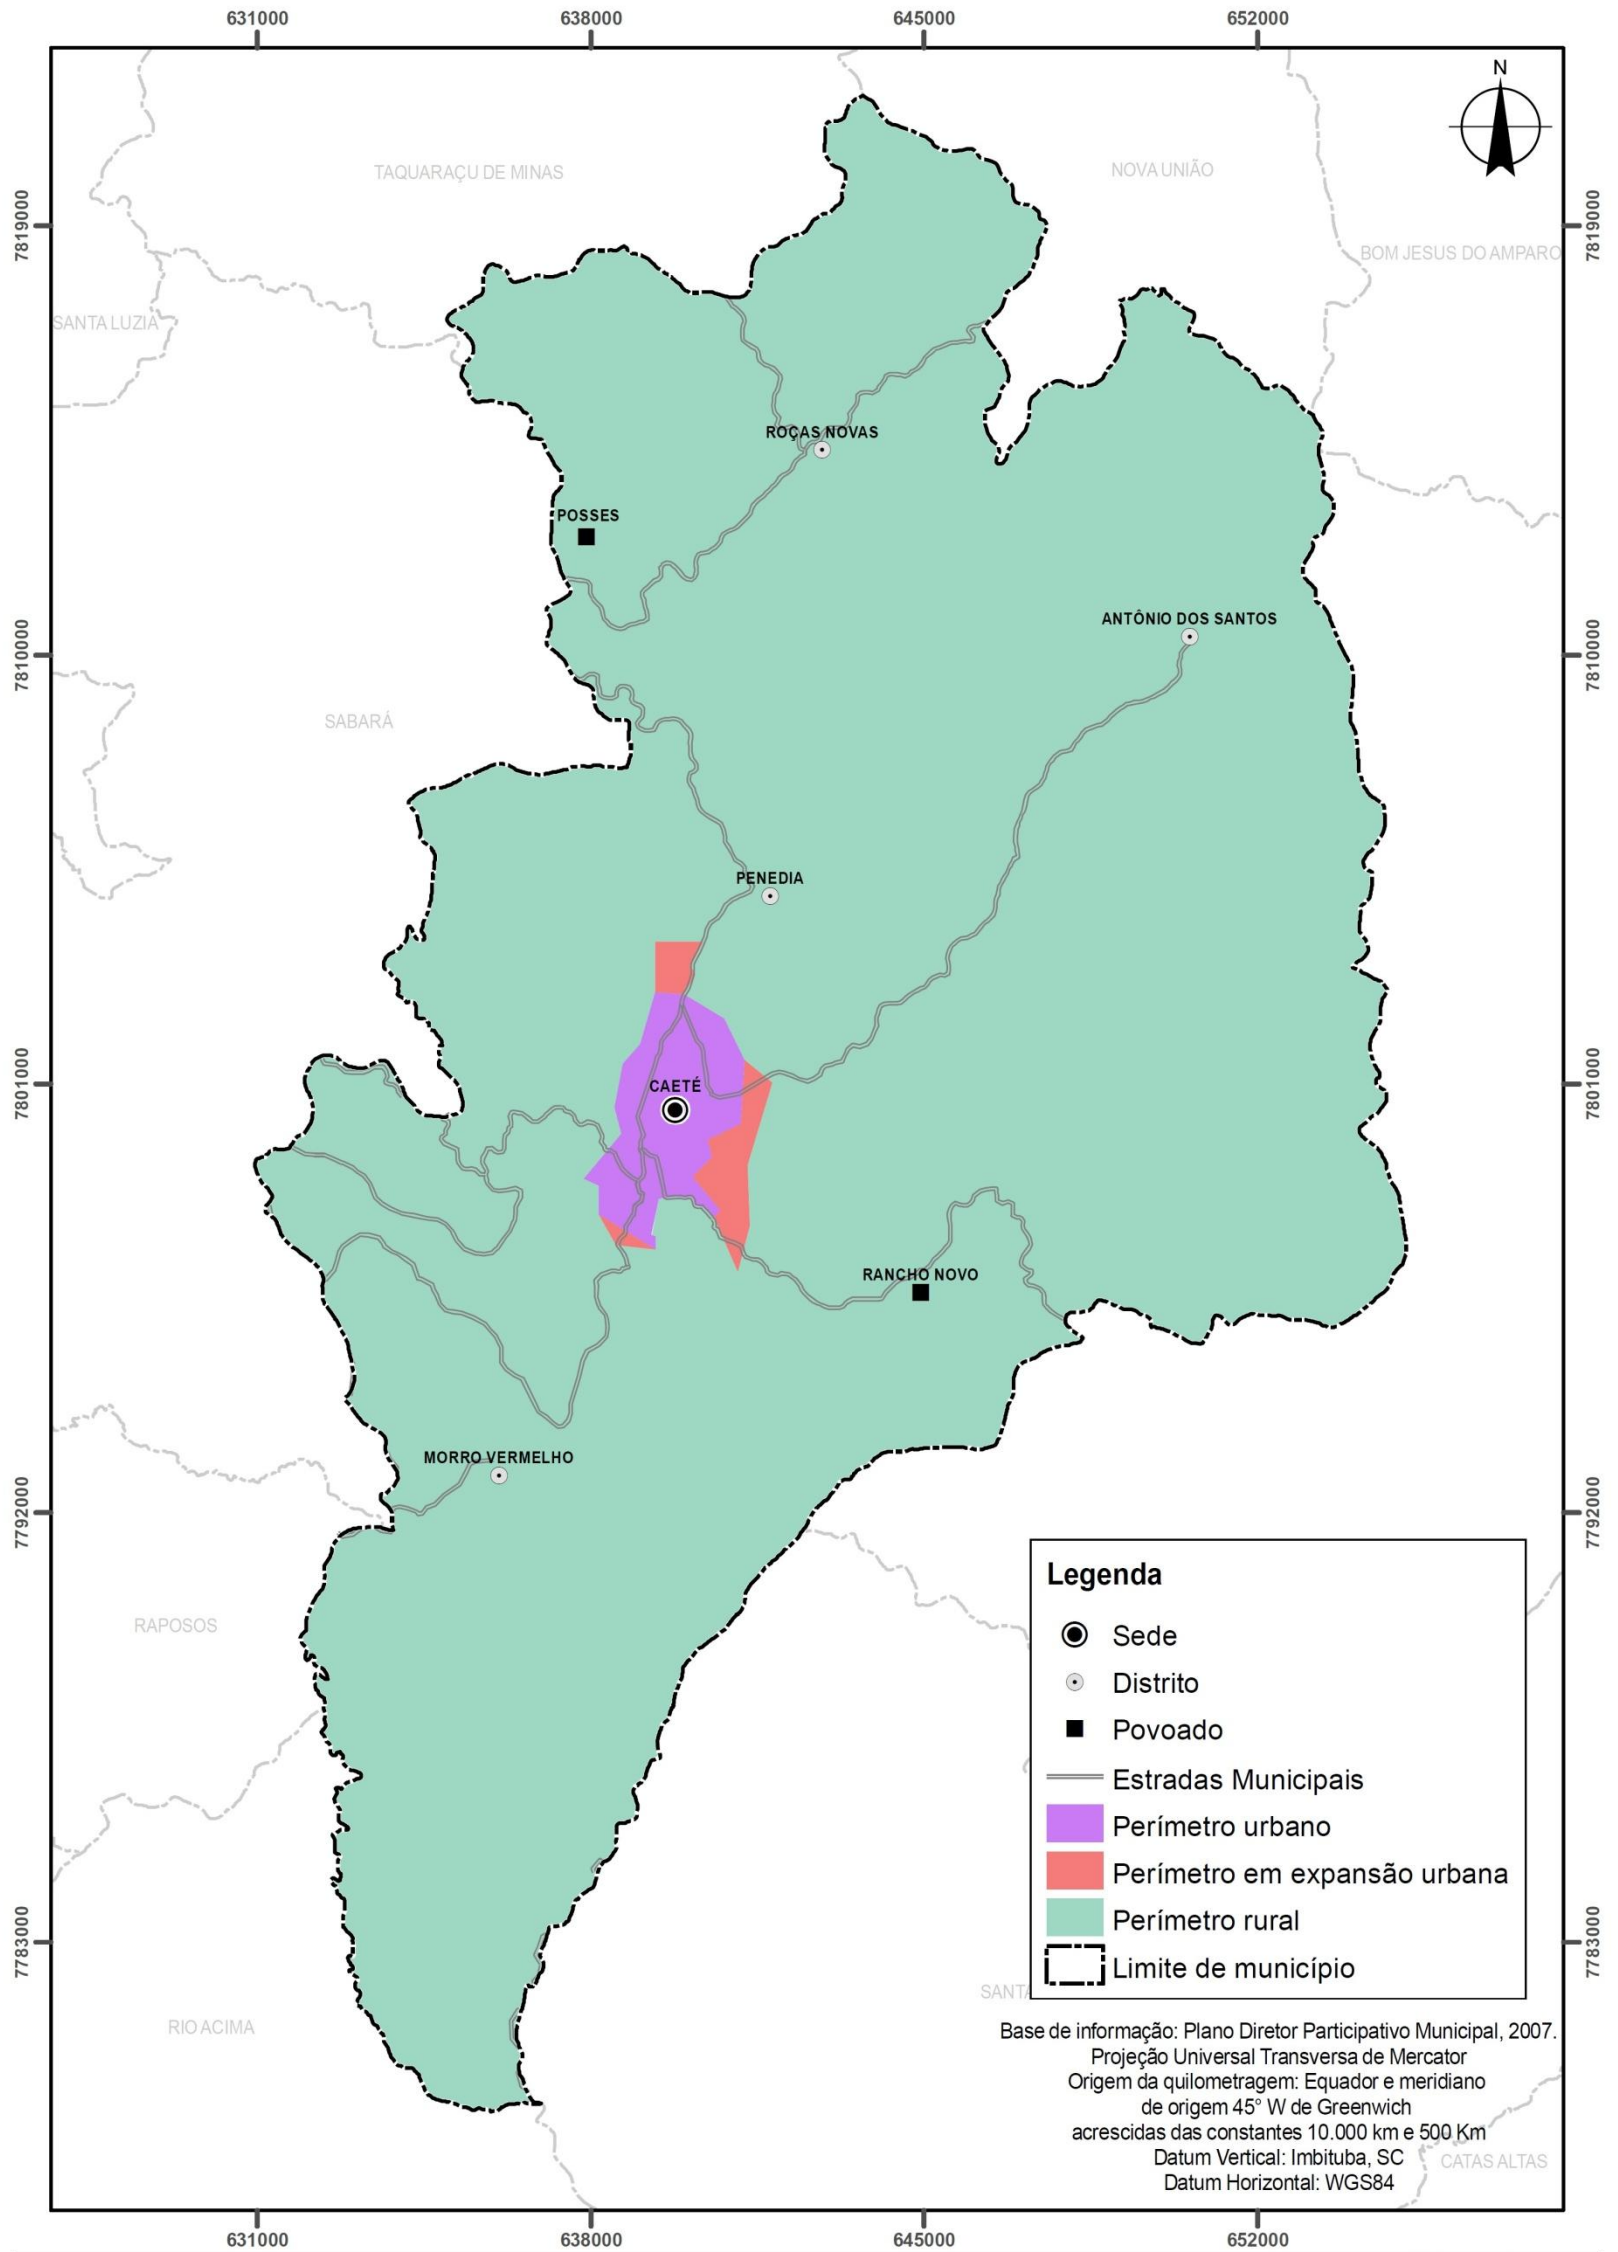 631000
638000
645000
652000
N
TAQUARAÇU DE MINAS
NOVA UNIÃO
7819000
7819000
BOM JESUS DO AMPARO
SANTA LUZIA
ROÇAS NOVAS
POSSES
ANTÔNIO DOS SANTOS
7810000
7810000
SABARÁ
PENEDIA
7801000
7801000
CAETÉ
RANCHO NOVO
MORRO VERMELHO
7792000
7792000
RAPOSOS
Legenda
Sede
Distrito
Povoado
Estradas Municipais
Perímetro urbano
Perímetro em expansão urbana
Perímetro rural
Limite de município
7783000
7783000
SANTA
RIO ACIMA
Base de informação: Plano Diretor Participativo Municipal, 2007.
Projeção Universal Transversa de Mercator
Origem da quilometragem: Equador e meridiano
de origem 45° W de Greenwich
acrescidas das constantes 10.000 km e 500 Km
Datum Vertical: Imbituba, SC
Datum Horizontal: WGS84
CATAS ALTAS
631000
638000
645000
652000